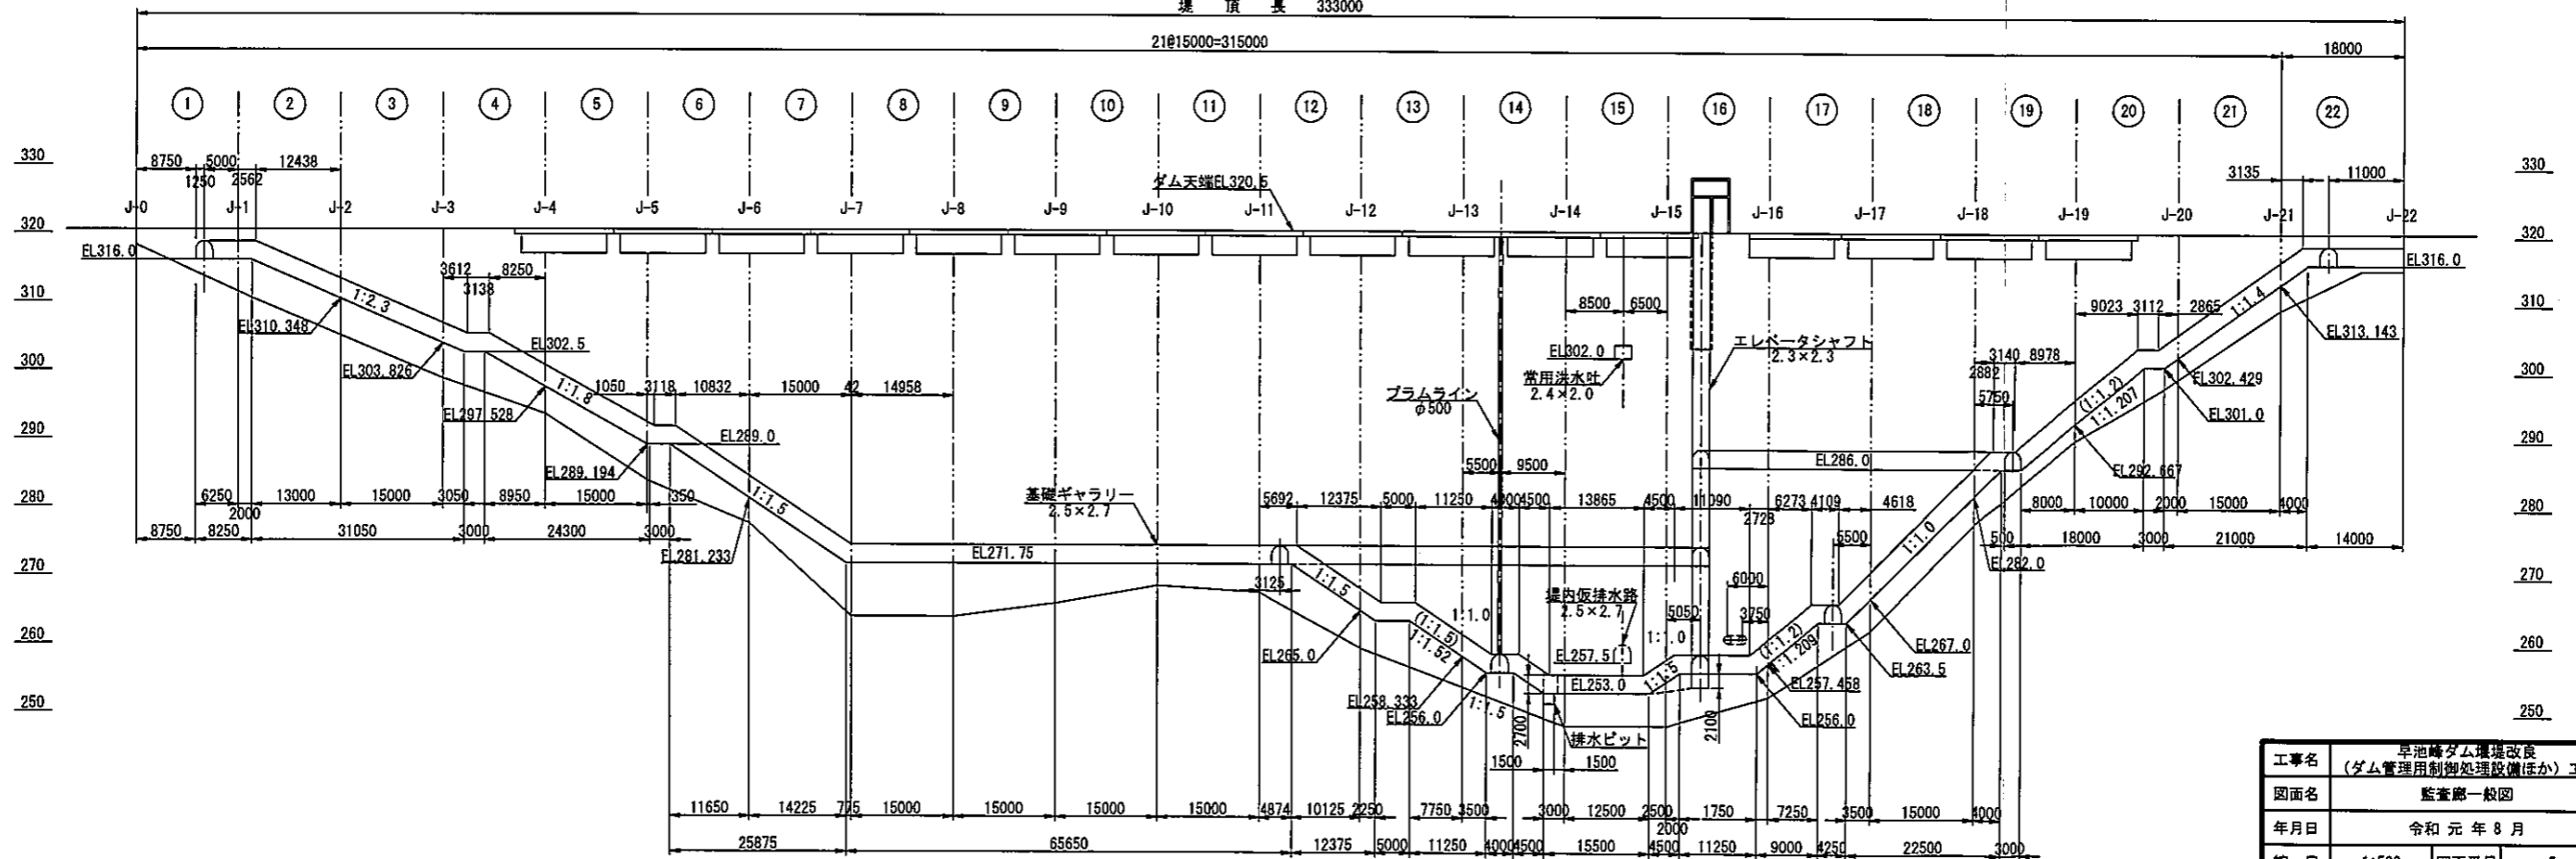 堤 頂 長 333000
21@15000=315000
18000
1 2 3 4 5 6 7 8 9 10 11 12 13 14 15 16 17 18 19 20 21 22
330 8750 5000 12438 330
1250 2562 ダム天端EL320.5 3135 11000
J-0 J-1 J-2 J-3 J-4 J-5 J-6 J-7 J-8 J-9 J-10 J-11 J-12 J-13 J-14 J-15 J-16 J-17 J-18 J-19 J-20 J-21 J-22
320 320
EL316.0 EL316.0
3612 8250
3138
310 1:2.3 8500 6500 9023 3112 2865 1:1.4 310
EL310.348 EL313.143
EL302.5 EL302.0 エレベータシャフト
2.3×2.3
300 EL303.826 3140 8978 300
常用洪水吐
2.4×2.0
2882 EL302.429
1:1.8 1050 3118 10832 15000 42 14958 プラムライン
φ500
5750 (1:1.2)
1:1.207
EL301.0
EL297.528
290 EL289.0 290
EL289.194 5500 9500 EL286.0 EL292.667
280 6250 13000 15000 3050 8950 15000 350 1:1.5 基礎ギャラリー
2.5×2.7
5692 12375 5000 11250 4000 4500 13865 4500 11090 6273 4109 4618 8000 10000 2000 15000 4000 280
2000 2728
8750 8250 31050 3000 24300 3000 5500 1:1.0 500 18000 3000 21000 14000
EL281.233 EL271.75 EL282.0
270 3125 1:1.5 6000 270
堤内仮排水路
2.5×2.7
1:1.0 5050 3750
260 (1:1.5)
1:1.52
1:1.0 (1:1.2)
1:1.209
EL267.0 260
EL265.0 EL257.5 EL263.5
EL258.333 EL253.0 1:1.5 EL257.458
250 EL256.0 1:1.5 EL256.0 250
2700 2100
排水ピット
1500 1500
11650 14225 775 15000 15000 15000 15000 4874 10125 2250 7750 3500 3000 12500 2500 1750 7250 3500 15000 4000
2000
25875 65650 12375 5000 11250 4000 4500 15500 4500 11250 9000 4250 22500 3000
工事名 早池峰ダム堰堤改良
(ダム管理用制御処理設備ほか)
図面名 監査廊一般図
年月日 令和 元 年 8 月